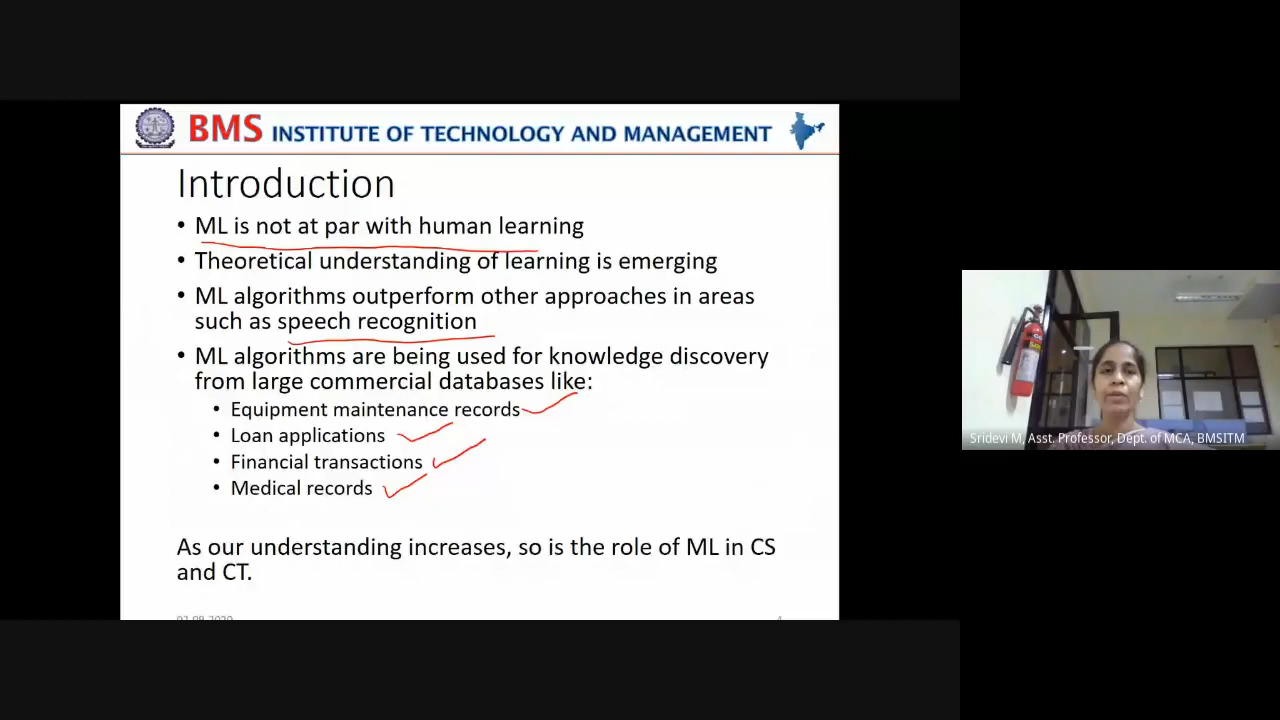 BMS INSTITUTE OF TECHNOLOGY AND MANAGEMENT
Introduction
• ML is not at par with human learning
• Theoretical understanding of learning is emerging
• ML algorithms outperform other approaches in areas
such as speech recognition
• ML algorithms are being used for knowledge discovery
from large commercial databases like:
• Equipment maintenance records
• Loan applications
• Financial transactions
• Medical records
As our understanding increases, so is the role of ML in CS
and CT.
Sridevi M, Asst. Professor, Dept. of MCA, BMSITM